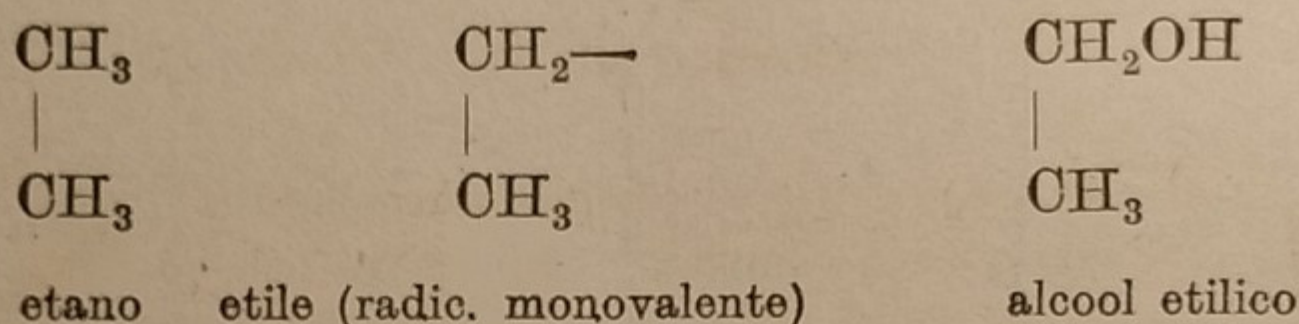 CH₃ CH₂— CH₂OH
| | |
CH₃ CH₃ CH₃
etano etile (radic. monovalente) alcool etilico